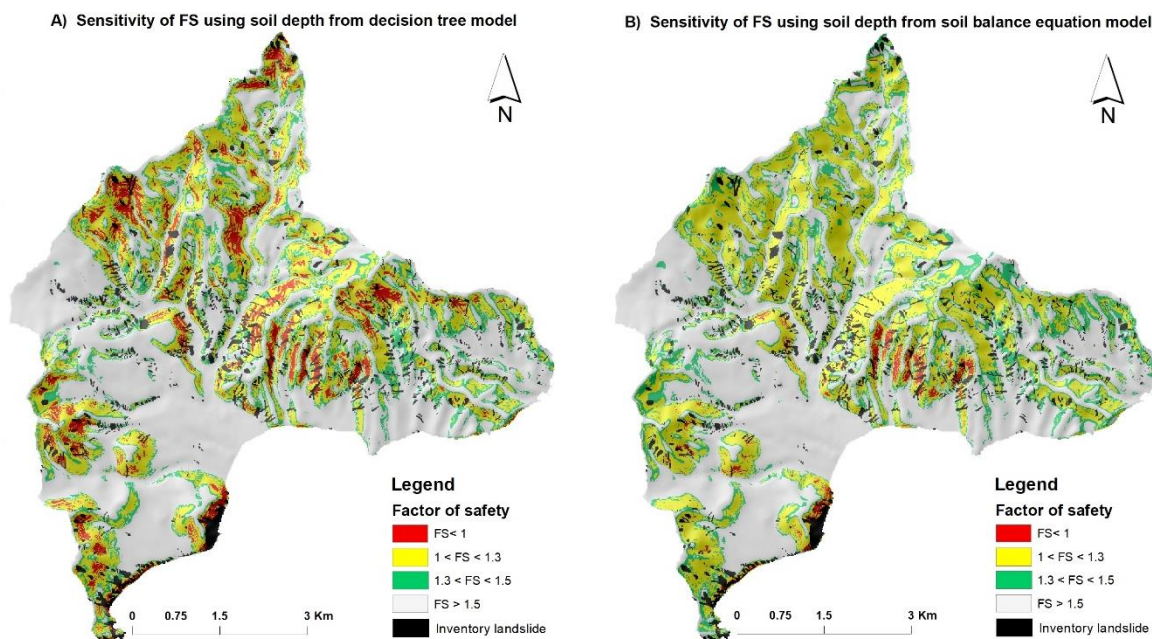 A) Sensitivity of FS using soil depth from decision tree model
N
Legend
Factor of safety
FS< 1
1 < FS < 1.3
1.3 < FS < 1.5
FS > 1.5
Inventory landslide
0 0.75 1.5 3 Km
B) Sensitivity of FS using soil depth from soil balance equation model
N
Legend
Factor of safety
FS< 1
1 < FS < 1.3
1.3 < FS < 1.5
FS > 1.5
Inventory landslide
0 0.75 1.5 3 Km